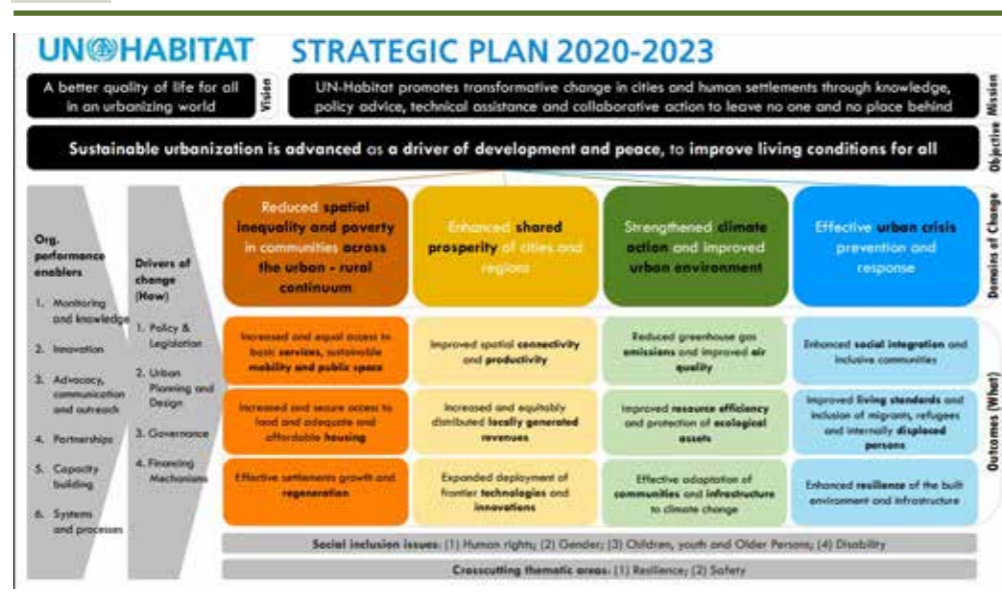 UN HABITAT STRATEGIC PLAN 2020-2023
A better quality of life for all
in an urbanizing world
Vision
UN-Habitat promotes transformative change in cities and human settlements through knowledge,
policy advice, technical assistance and collaborative action to leave no one and no place behind
Mission
Sustainable urbanization is advanced as a driver of development and peace, to improve living conditions for all
Objective
Org.
performance
enablers
1. Monitoring
and knowledge
2. Innovation
3. Advocacy,
communication
and outreach
4. Partnerships
5. Capacity
building
6. Systems
and processes
Drivers of
change
(How)
1. Policy &
Legislation
2. Urban
Planning and
Design
3. Governance
4. Financing
Mechanisms
Reduced spatial
inequality and poverty
in communities across
the urban - rural
continuum
Enhanced shared
prosperity of cities and
regions
Strengthened climate
action and improved
urban environment
Effective urban crisis
prevention and
response
Domains of Change
Increased and equal access to
basic services, sustainable
mobility and public space
Improved spatial connectivity
and productivity
Reduced greenhouse gas
emissions and improved air
quality
Enhanced social integration and
inclusive communities
Increased and secure access to
land and adequate and
affordable housing
Increased and equitably
distributed locally generated
revenues
Improved resource efficiency
and protection of ecological
assets
Improved living standards and
inclusion of migrants, refugees
and internally displaced
persons
Effective settlements growth and
regeneration
Expanded deployment of
frontier technologies and
innovations
Effective adaptation of
communities and infrastructure
to climate change
Enhanced resilience of the built
environment and infrastructure
Outcomes (What)
Social inclusion issues: (1) Human rights; (2) Gender; (3) Children, youth and Older Persons; (4) Disability
Crosscutting thematic areas: (1) Resilience; (2) Safety